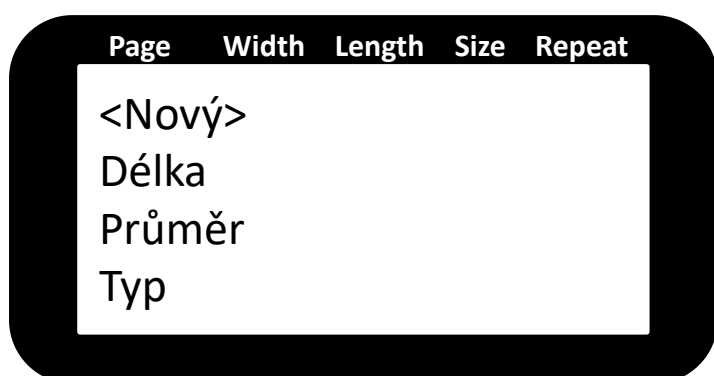 Page Width Length Size Repeat
<Nový>
Délka
Průměr
Typ